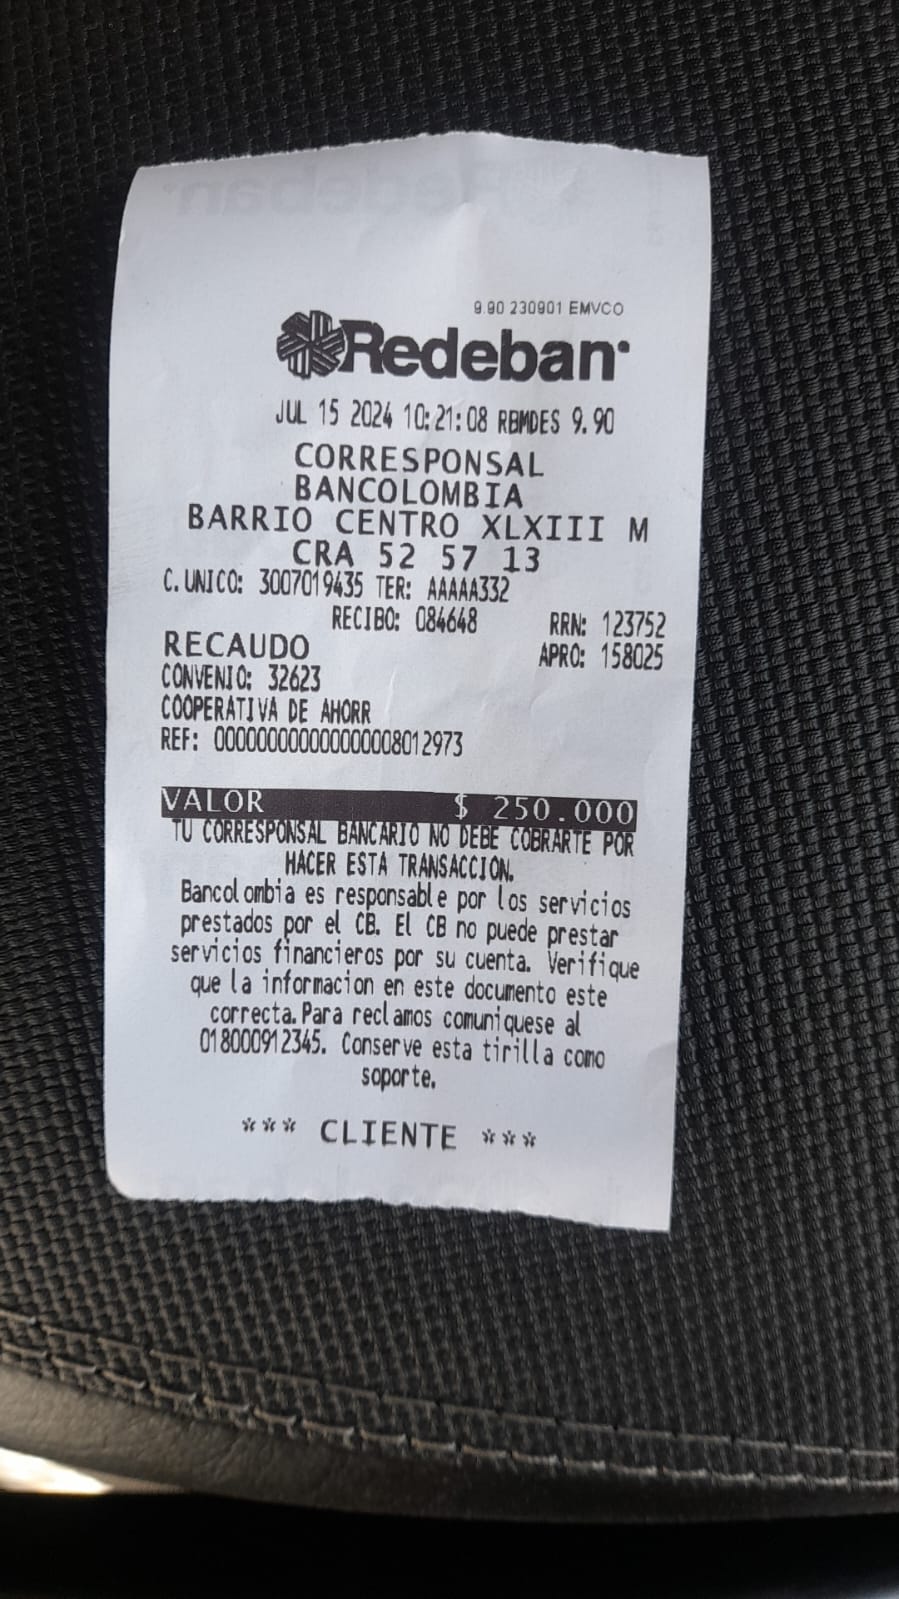 9.90 230901 EMVCO
Redeban
JUL 15 2024 10:21:08 RBMDES 9.90
CORRESPONSAL
BANCOLOMBIA
BARRIO CENTRO XLXIII M
CRA 52 57 13
C.UNICO: 3007019435 TER: AAAAA332
RECIBO: 084648 RRN: 123752
RECAUDO APRO: 158025
CONVENIO: 32623
COOPERATIVA DE AHORR
REF: 000000000000000008012973
VALOR $ 250.000
TU CORRESPONSAL BANCARIO NO DEBE COBRARTE POR
HACER ESTA TRANSACCION.
Bancolombia es responsable por los servicios
prestados por el CB. El CB no puede prestar
servicios financieros por su cuenta. Verifique
que la informacion en este documento este
correcta.Para reclamos comuniquese al
018000912345. Conserve esta tirilla como
soporte.
*** CLIENTE ***